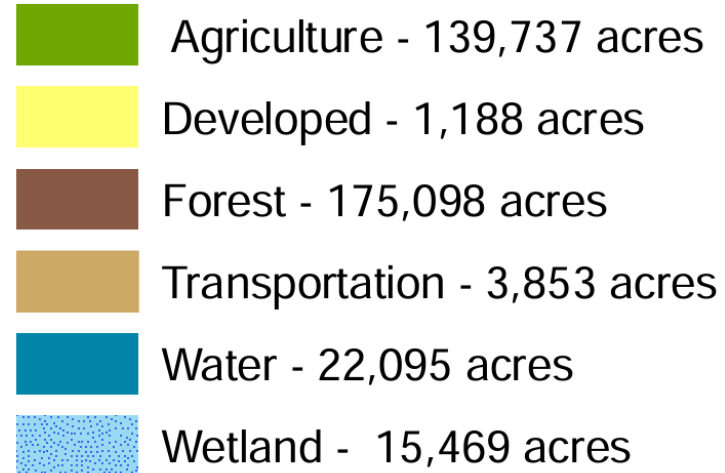 Agriculture - 139,737 acres
Developed - 1,188 acres
Forest - 175,098 acres
Transportation - 3,853 acres
Water - 22,095 acres
Wetland - 15,469 acres